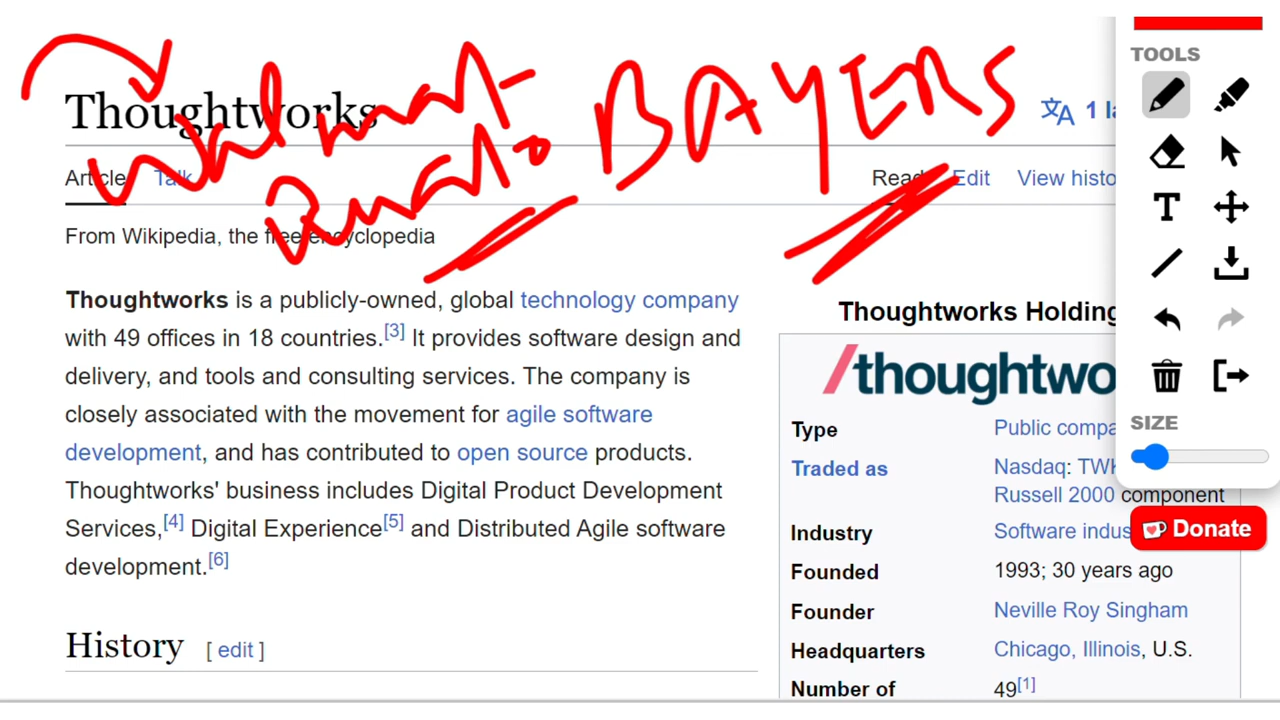 Thoughtworks
BAYERS
1 la
Article Talk Read Edit View histo
From Wikipedia, the free encyclopedia
Thoughtworks is a publicly-owned, global technology company
with 49 offices in 18 countries.[3] It provides software design and
delivery, and tools and consulting services. The company is
closely associated with the movement for agile software
development, and has contributed to open source products.
Thoughtworks' business includes Digital Product Development
Services,[4] Digital Experience[5] and Distributed Agile software
development.[6]
History [ edit ]
Thoughtworks Holding
/thoughtwo
Type Public compa
Traded as Nasdaq: TWK
Russell 2000 component
Industry Software indus
Founded 1993; 30 years ago
Founder Neville Roy Singham
Headquarters Chicago, Illinois, U.S.
Number of 49[1]
TOOLS
T
SIZE
Donate